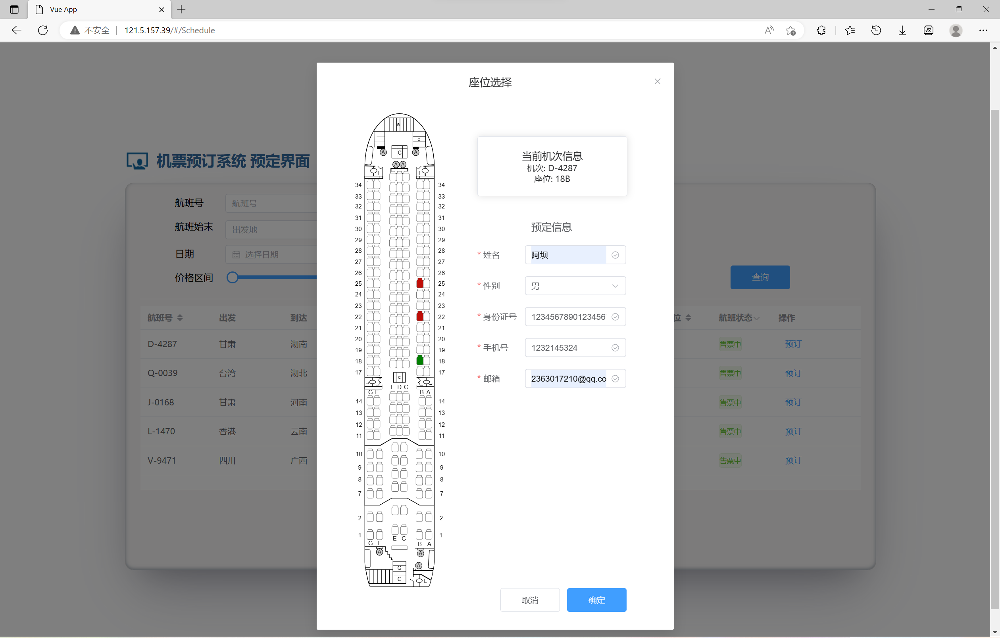 Vue App
不安全 121.5.157.39/#/Schedule
机票预订系统 预定界面
航班号 航班号
航班始末 出发地
日期 选择日期
价格区间
查询
航班号 出发 到达 位 航班状态 操作
D-4287 甘肃 湖南 售票中 预订
Q-0039 台湾 湖北 售票中 预订
J-0168 甘肃 河南 售票中 预订
L-1470 香港 云南 售票中 预订
V-9471 四川 广西 售票中 预订
座位选择
G
C
A C A
A A
L L
34 34
33 33
32 32
31 31
30 30
29 29
28 28
27 27
26 26
25 25
24 24
23 23
22 22
21 21
20 20
19 19
18 18
17 17
C
E D C
G F B A
14 14
13 13
12 12
11 11
10 10
9 9
8 8
7 7
2 2
1 1
E C
G F B A
A A
A
G
C L
当前机次信息
机次: D-4287
座位: 18B
预定信息
* 姓名 阿坝
* 性别 男
* 身份证号 1234567890123456
* 手机号 1232145324
* 邮箱 2363017210@qq.co
取消 确定